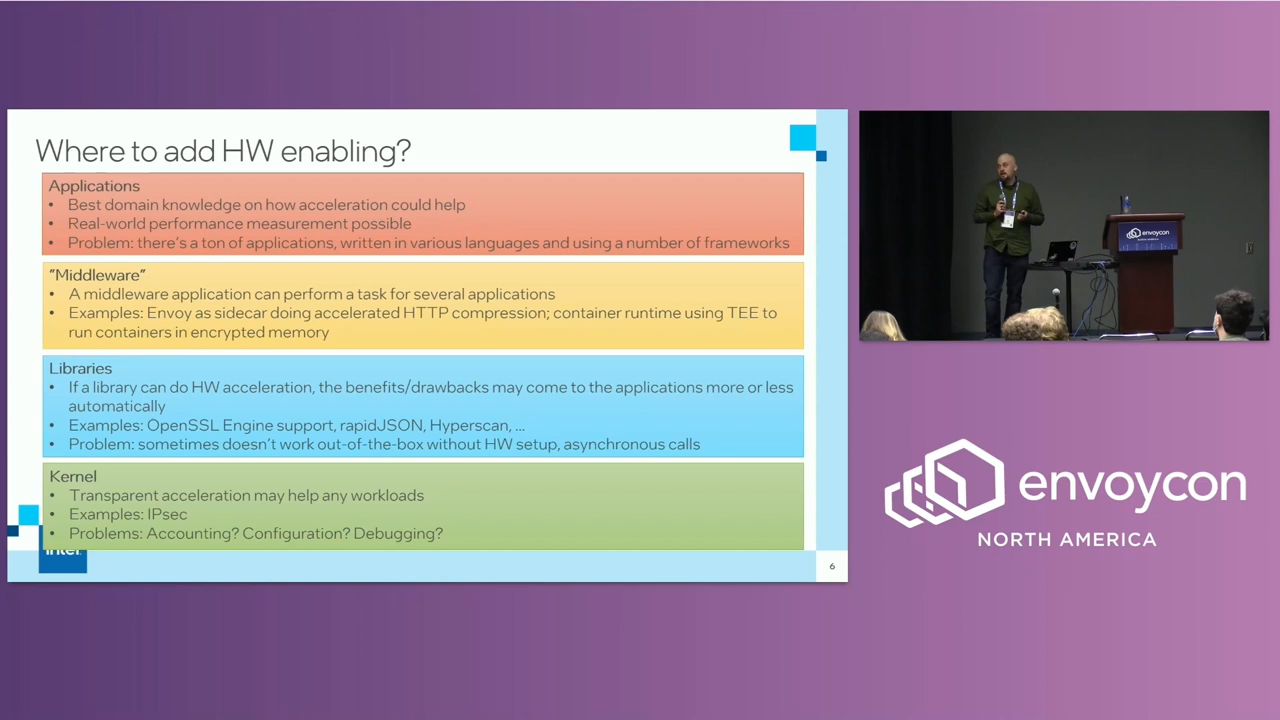 Where to add HW enabling?
Applications
• Best domain knowledge on how acceleration could help
• Real-world performance measurement possible
• Problem: there's a ton of applications, written in various languages and using a number of frameworks
"Middleware"
• A middleware application can perform a task for several applications
• Examples: Envoy as sidecar doing accelerated HTTP compression; container runtime using TEE to
run containers in encrypted memory
Libraries
• If a library can do HW acceleration, the benefits/drawbacks may come to the applications more or less
automatically
• Examples: OpenSSL Engine support, rapidJSON, Hyperscan, ...
• Problem: sometimes doesn't work out-of-the-box without HW setup, asynchronous calls
Kernel
• Transparent acceleration may help any workloads
• Examples: IPsec
• Problems: Accounting? Configuration? Debugging?
intel
6
envoycon
NORTH AMERICA
envoycon
NORTH AMERICA